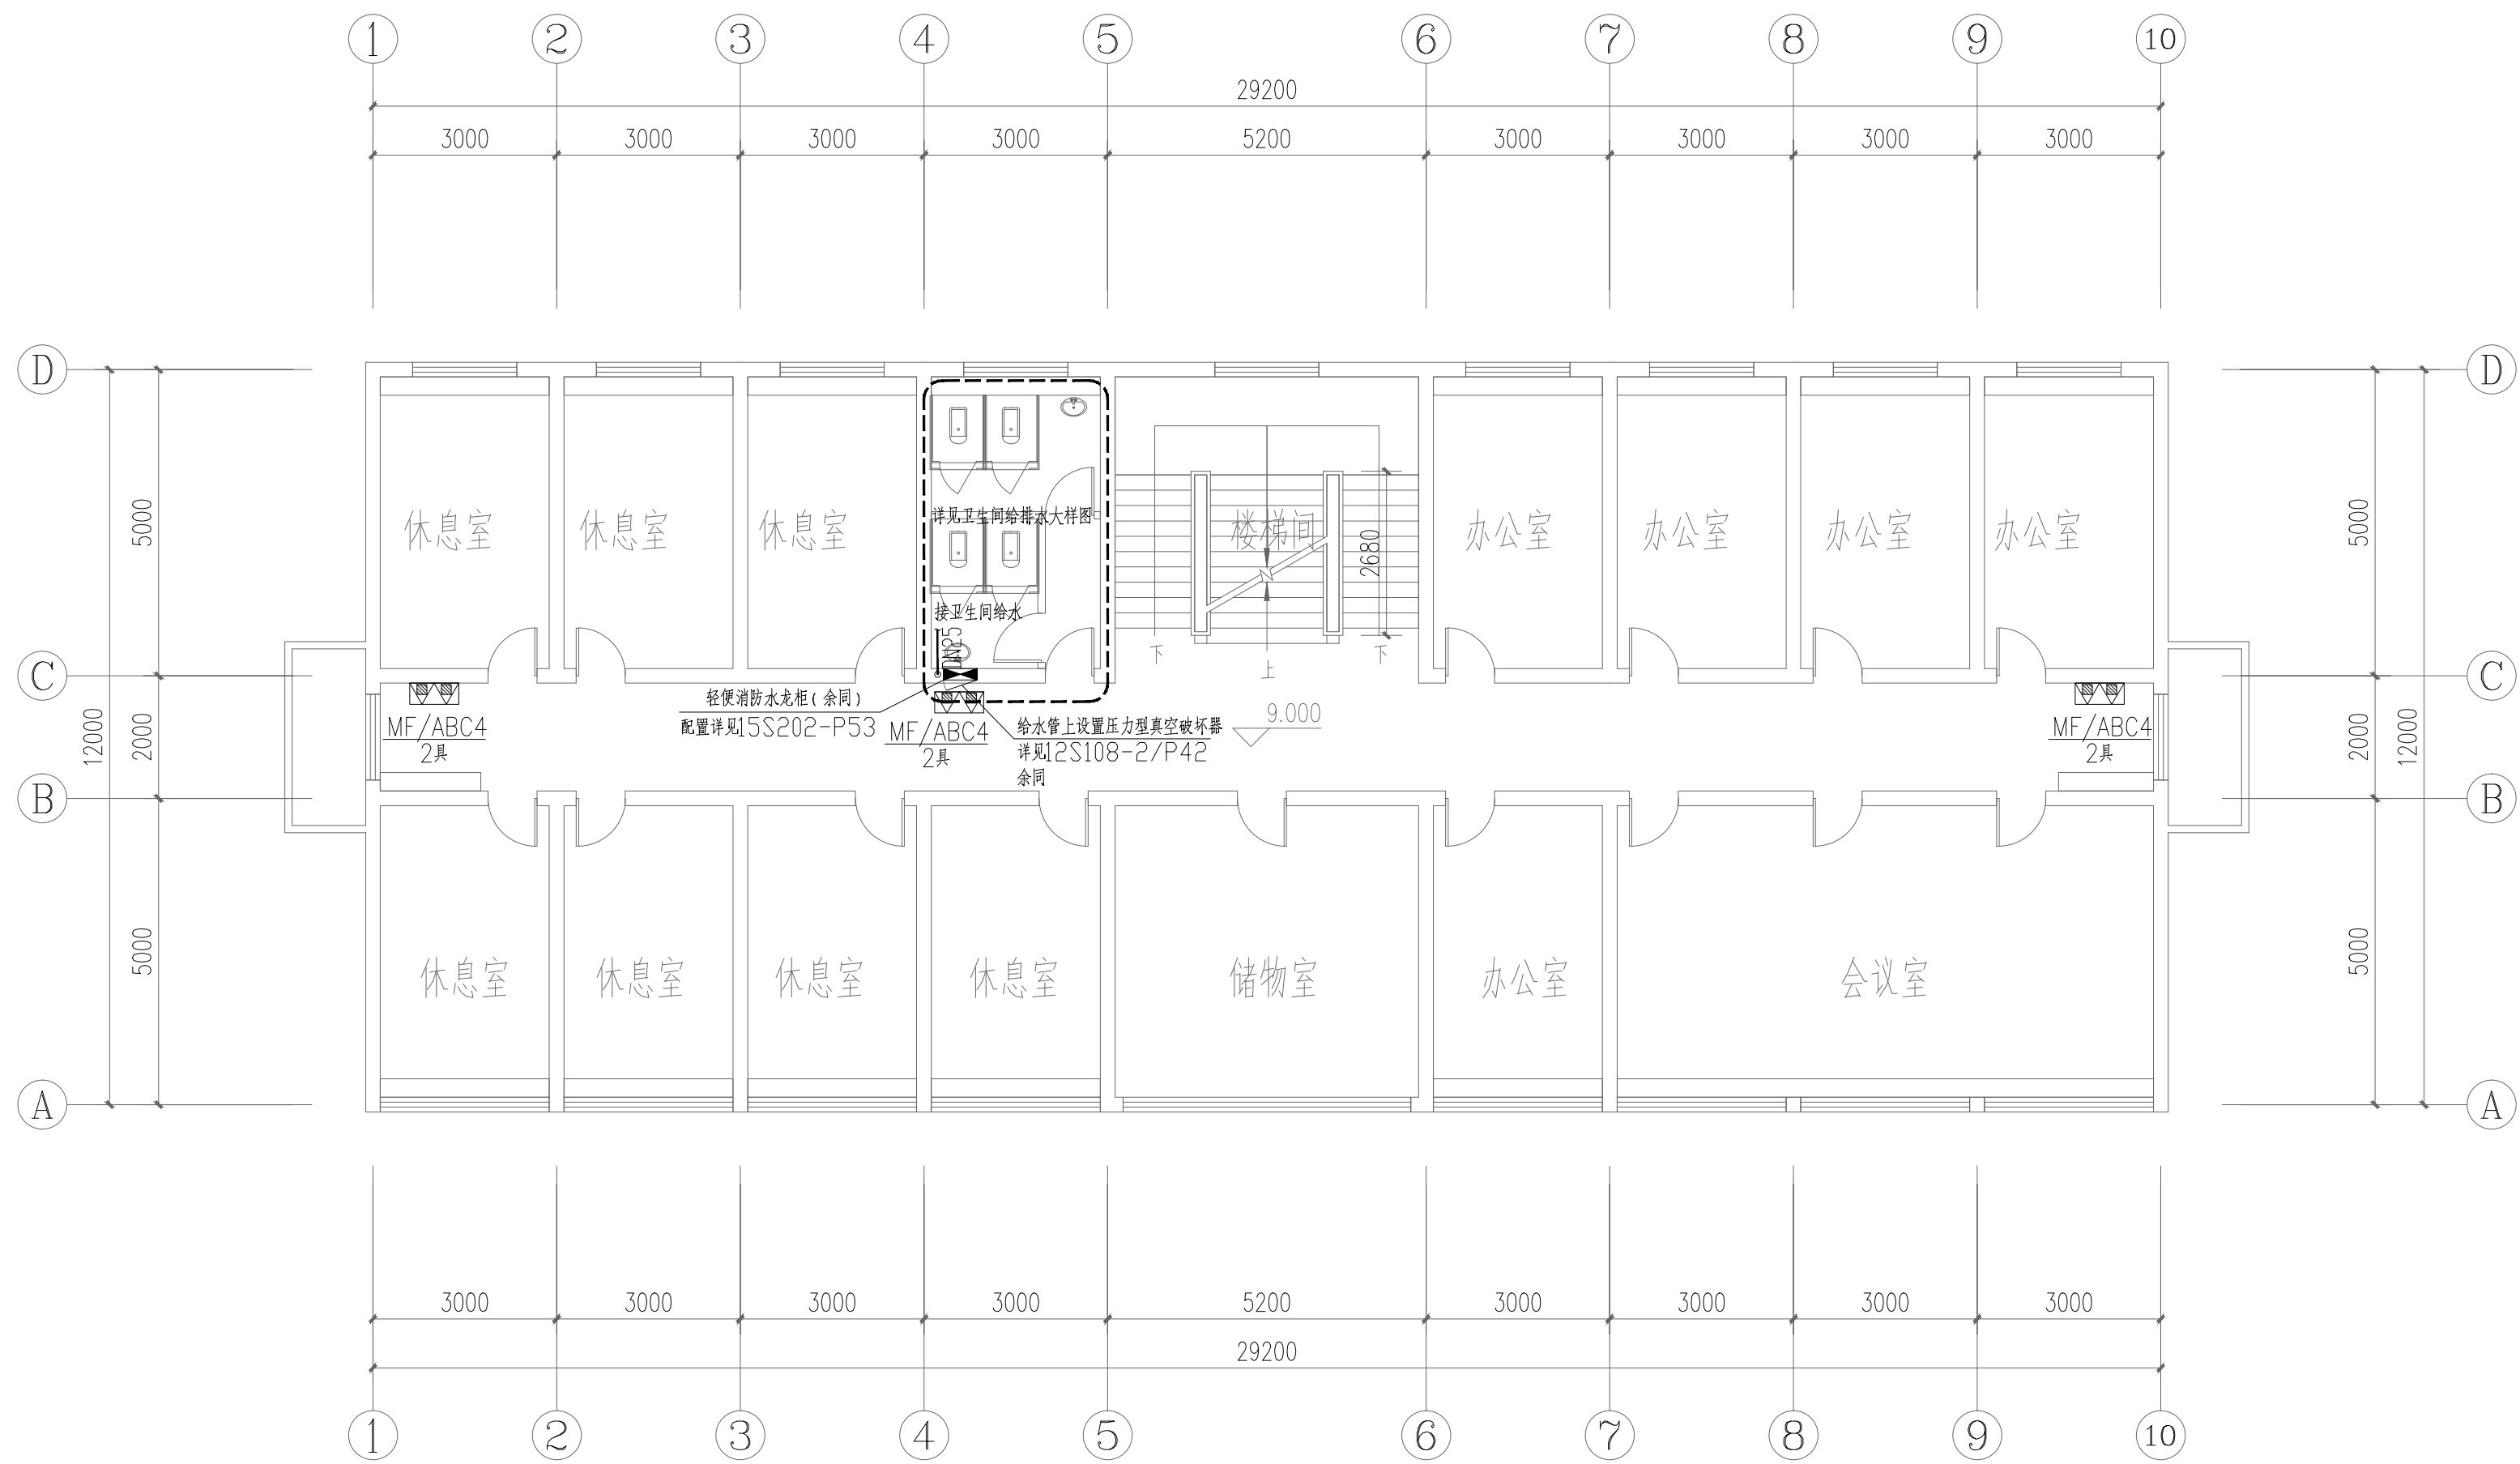 1 2 3 4 5 6 7 8 9 10
29200
3000 3000 3000 3000 5200 3000 3000 3000 3000
D D
5000 休息室 休息室 休息室 详见卫生间给排水大样图 楼梯间 2680 办公室 办公室 办公室 办公室 5000
接卫生间给水
DN25
下 上 下
C C
轻便消防水龙柜(余同)
配置详见15S202-P53
MF/ABC4
2具
MF/ABC4
2具
给水管上设置压力型真空破坏器
详见12S108-2/P42
余同
9.000
MF/ABC4
2具
12000 2000 2000 12000
B B
5000 休息室 休息室 休息室 休息室 储物室 办公室 会议室 5000
A A
3000 3000 3000 3000 5200 3000 3000 3000 3000
29200
1 2 3 4 5 6 7 8 9 10